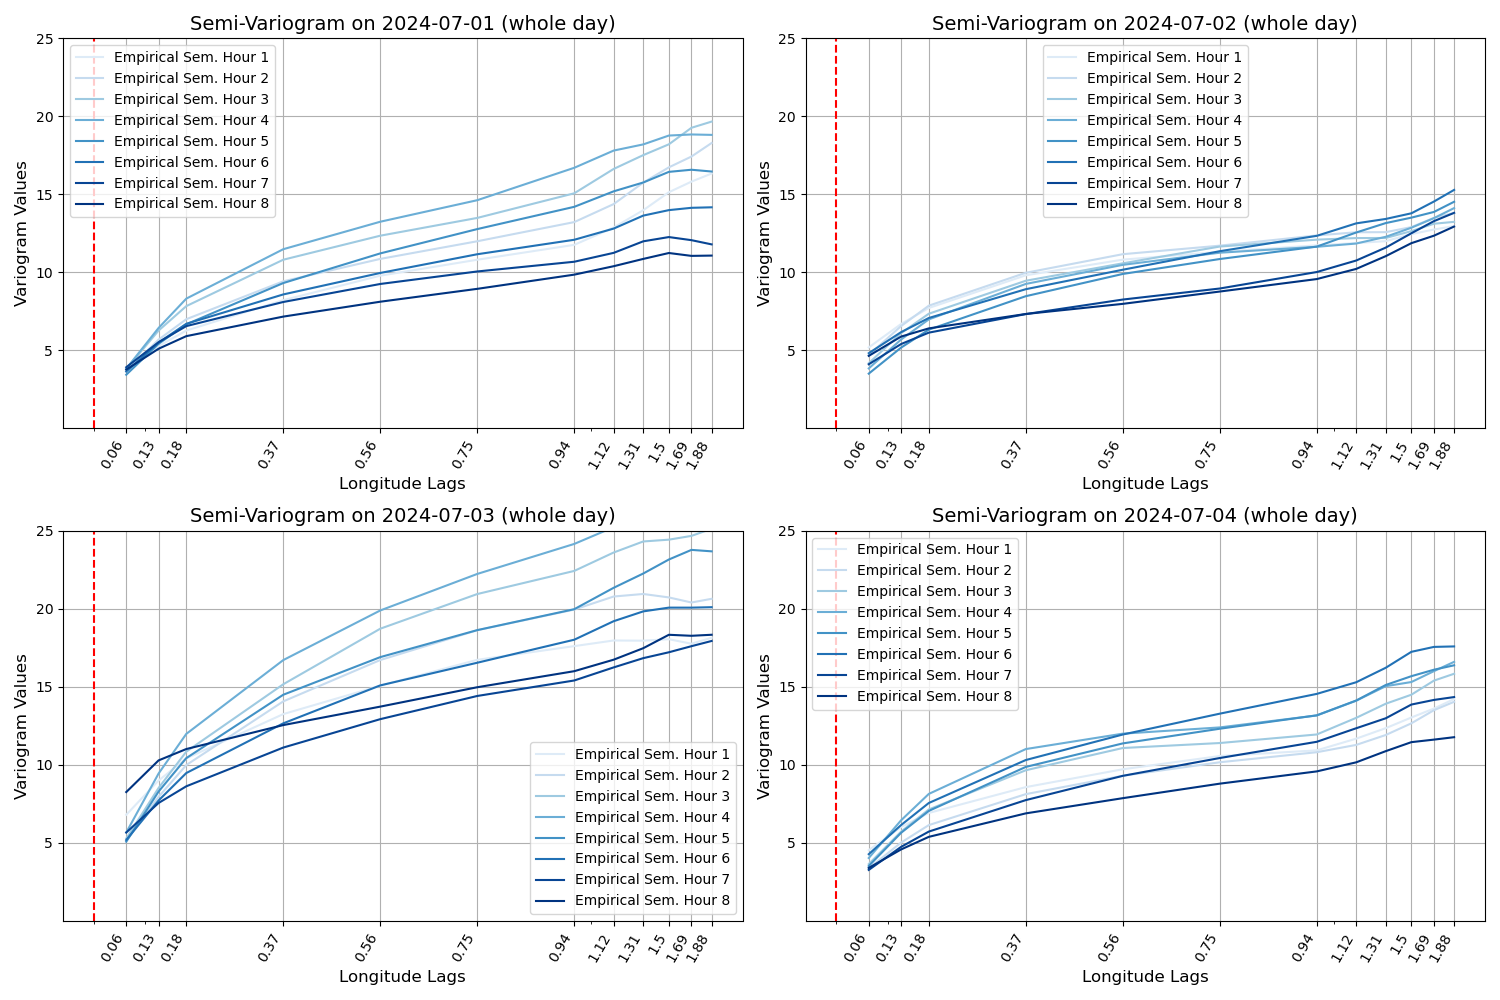 Semi-Variogram on 2024-07-01 (whole day)
25
20
15
10
5
Variogram Values
Empirical Sem. Hour 1
Empirical Sem. Hour 2
Empirical Sem. Hour 3
Empirical Sem. Hour 4
Empirical Sem. Hour 5
Empirical Sem. Hour 6
Empirical Sem. Hour 7
Empirical Sem. Hour 8
0.06 0.13 0.18 0.37 0.56 0.75 0.94 1.12 1.31 1.5 1.69 1.88
Longitude Lags
Semi-Variogram on 2024-07-02 (whole day)
25
20
15
10
5
Variogram Values
Empirical Sem. Hour 1
Empirical Sem. Hour 2
Empirical Sem. Hour 3
Empirical Sem. Hour 4
Empirical Sem. Hour 5
Empirical Sem. Hour 6
Empirical Sem. Hour 7
Empirical Sem. Hour 8
0.06 0.13 0.18 0.37 0.56 0.75 0.94 1.12 1.31 1.5 1.69 1.88
Longitude Lags
Semi-Variogram on 2024-07-03 (whole day)
25
20
15
10
5
Variogram Values
Empirical Sem. Hour 1
Empirical Sem. Hour 2
Empirical Sem. Hour 3
Empirical Sem. Hour 4
Empirical Sem. Hour 5
Empirical Sem. Hour 6
Empirical Sem. Hour 7
Empirical Sem. Hour 8
0.06 0.13 0.18 0.37 0.56 0.75 0.94 1.12 1.31 1.5 1.69 1.88
Longitude Lags
Semi-Variogram on 2024-07-04 (whole day)
25
20
15
10
5
Variogram Values
Empirical Sem. Hour 1
Empirical Sem. Hour 2
Empirical Sem. Hour 3
Empirical Sem. Hour 4
Empirical Sem. Hour 5
Empirical Sem. Hour 6
Empirical Sem. Hour 7
Empirical Sem. Hour 8
0.06 0.13 0.18 0.37 0.56 0.75 0.94 1.12 1.31 1.5 1.69 1.88
Longitude Lags